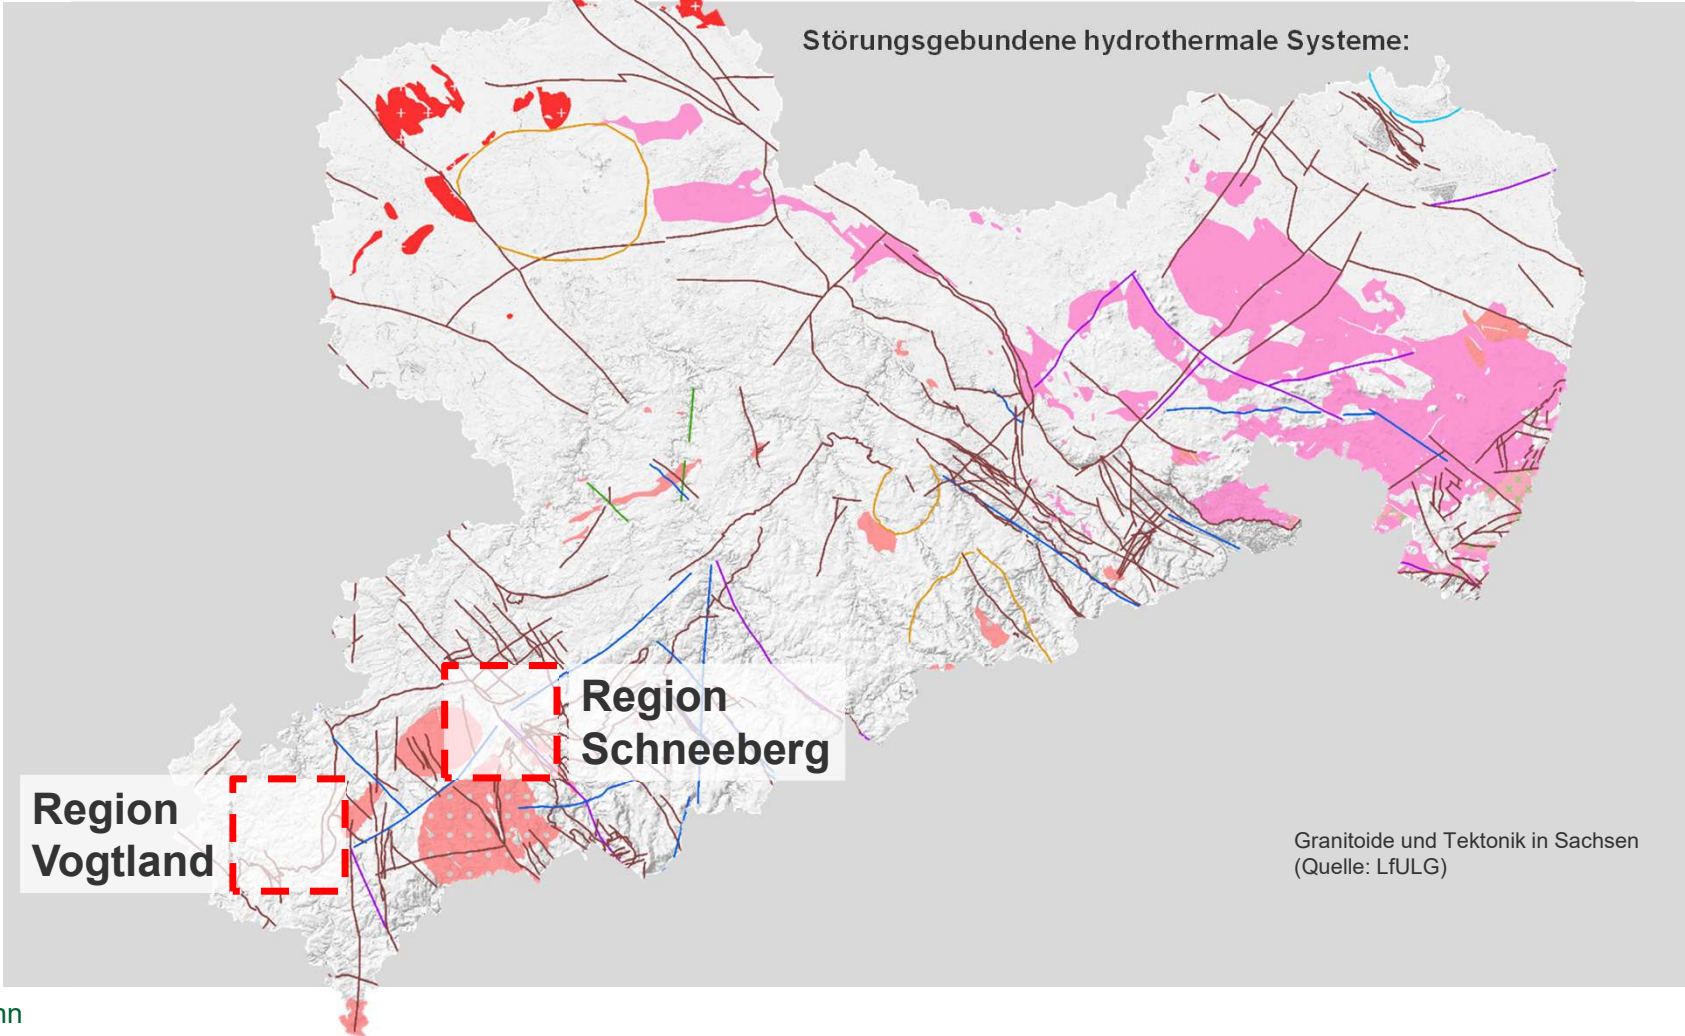 Störungsgebundene hydrothermale Systeme:
Region
Schneeberg
Region
Vogtland
Granitoide und Tektonik in Sachsen
(Quelle: LfULG)